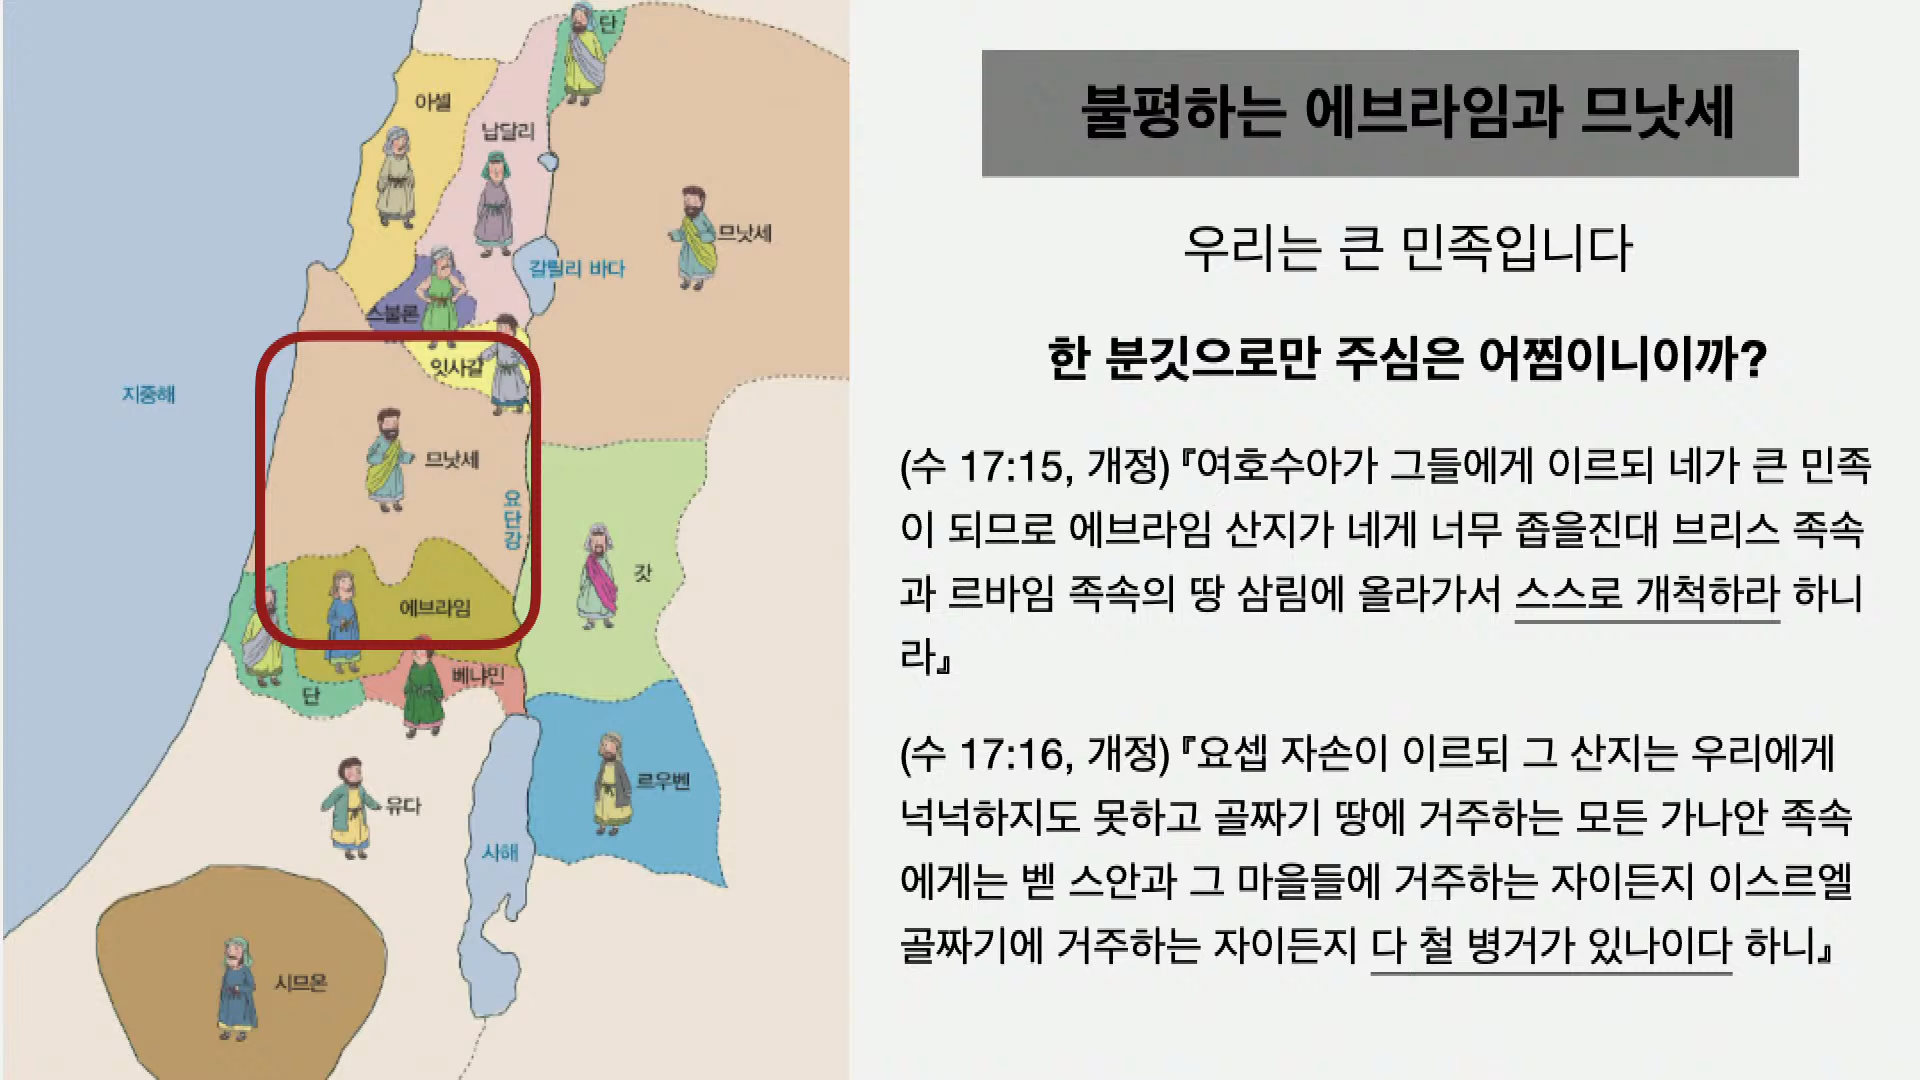 단
아셀
납달리
므낫세
갈릴리 바다
스불론
잇사갈
지중해
므낫세
요단강
갓
에브라임
베냐민
단
르우벤
유다
사해
시므온
불평하는 에브라임과 므낫세
우리는 큰 민족입니다
한 분깃으로만 주심은 어찜이니이까?
(수 17:15, 개정)『여호수아가 그들에게 이르되 네가 큰 민족
이 되므로 에브라임 산지가 네게 너무 좁을진대 브리스 족속
과 르바임 족속의 땅 삼림에 올라가서 스스로 개척하라 하니
라』
(수 17:16, 개정)『요셉 자손이 이르되 그 산지는 우리에게
넉넉하지도 못하고 골짜기 땅에 거주하는 모든 가나안 족속
에게는 벧 스안과 그 마을들에 거주하는 자이든지 이스르엘
골짜기에 거주하는 자이든지 다 철 병거가 있나이다 하니』